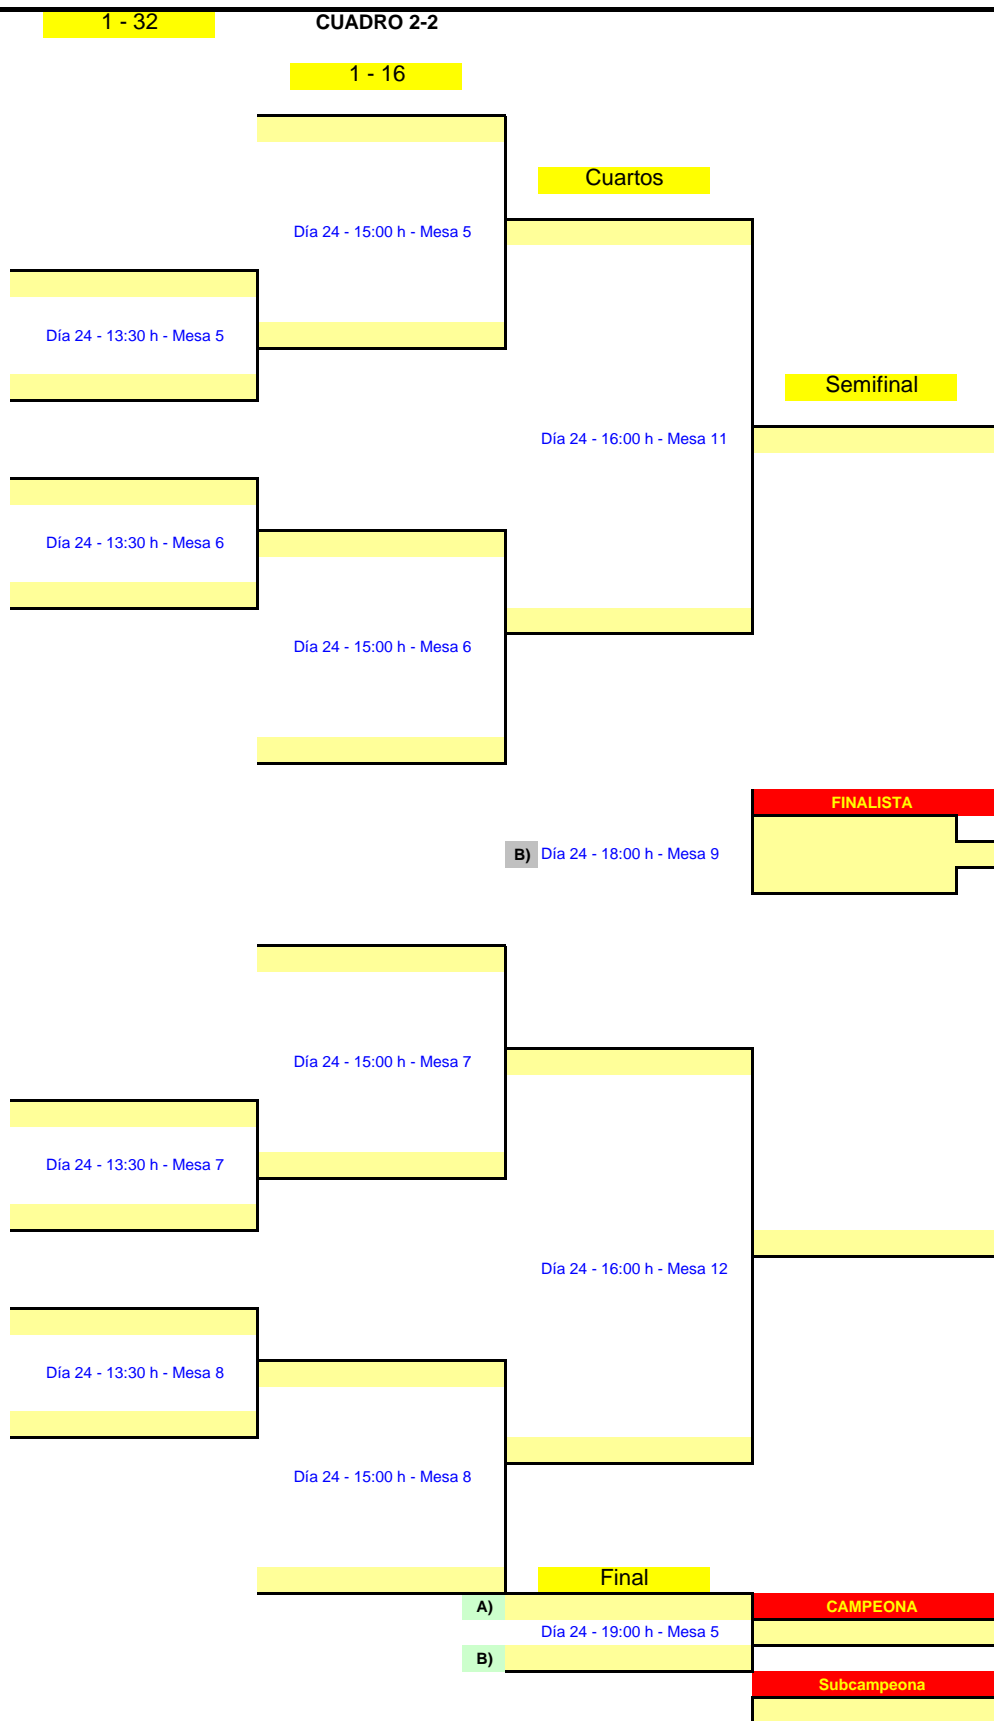 1 - 32
CUADRO 2-2
1 - 16
Cuartos
Día 24 - 15:00 h - Mesa 5
Día 24 - 13:30 h - Mesa 5
Semifinal
Día 24 - 16:00 h - Mesa 11
Día 24 - 13:30 h - Mesa 6
Día 24 - 15:00 h - Mesa 6
FINALISTA
B) Día 24 - 18:00 h - Mesa 9
Día 24 - 15:00 h - Mesa 7
Día 24 - 13:30 h - Mesa 7
Día 24 - 16:00 h - Mesa 12
Día 24 - 13:30 h - Mesa 8
Día 24 - 15:00 h - Mesa 8
Final
A)
CAMPEONA
Día 24 - 19:00 h - Mesa 5
B)
Subcampeona